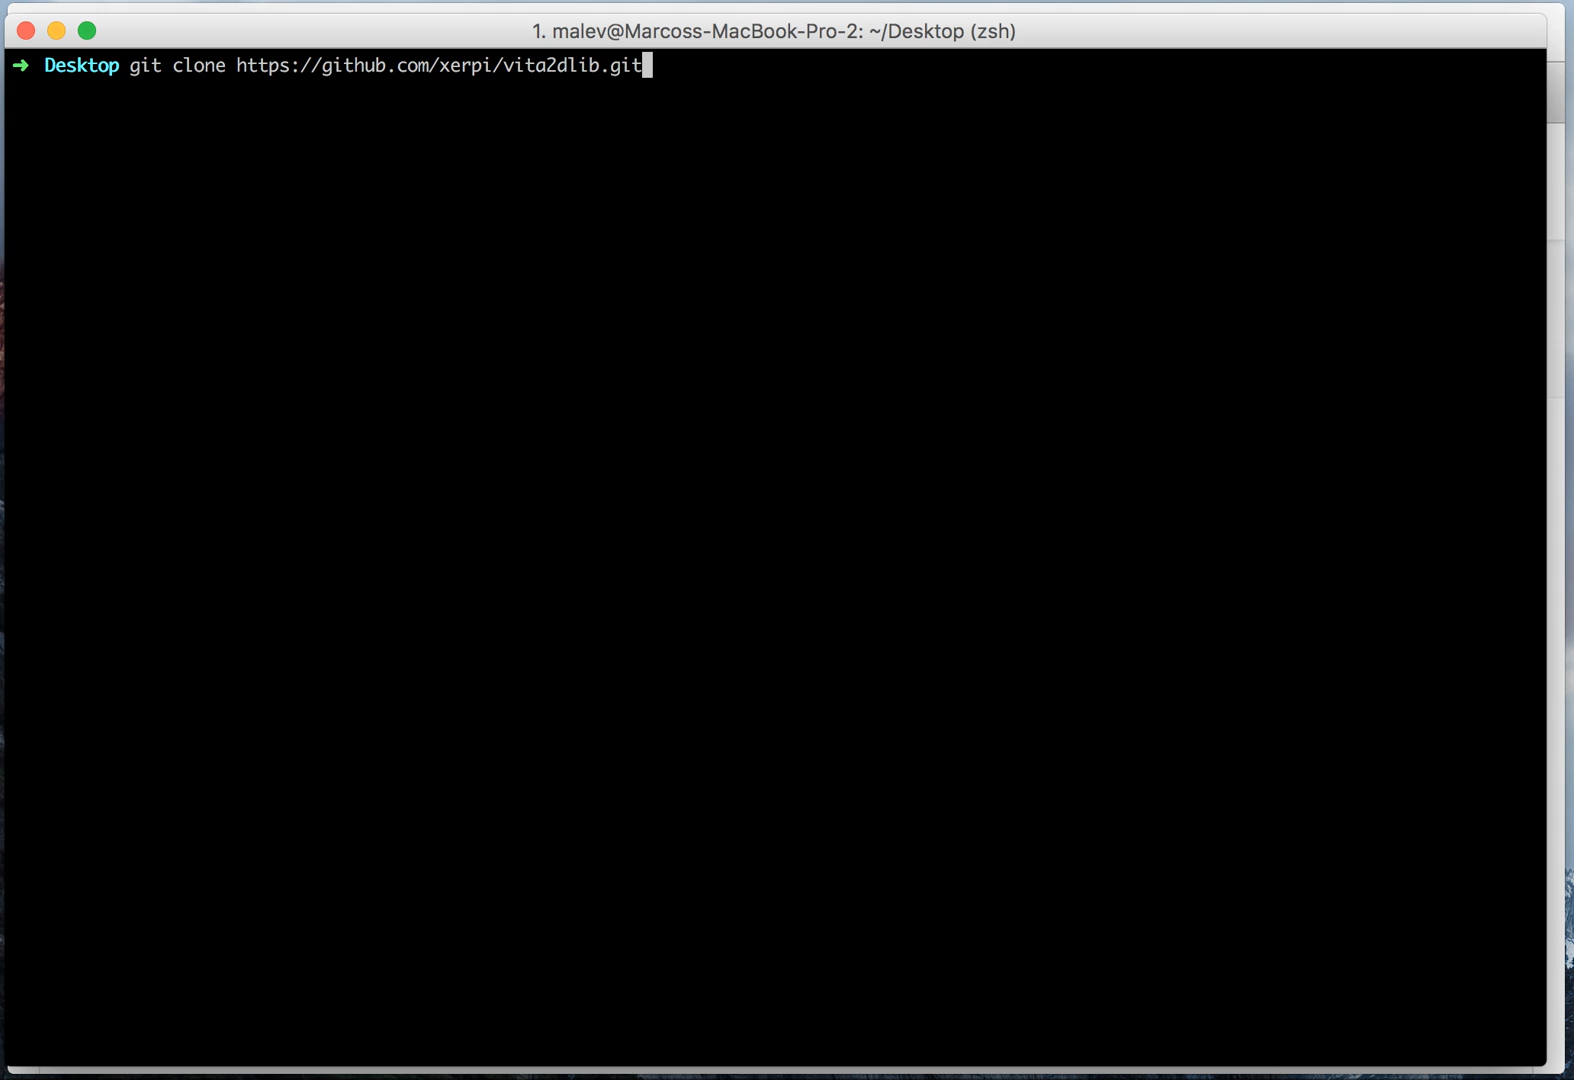 1. malev@Marcoss-MacBook-Pro-2: ~/Desktop (zsh)
➜ Desktop git clone https://github.com/xerpi/vita2dlib.git